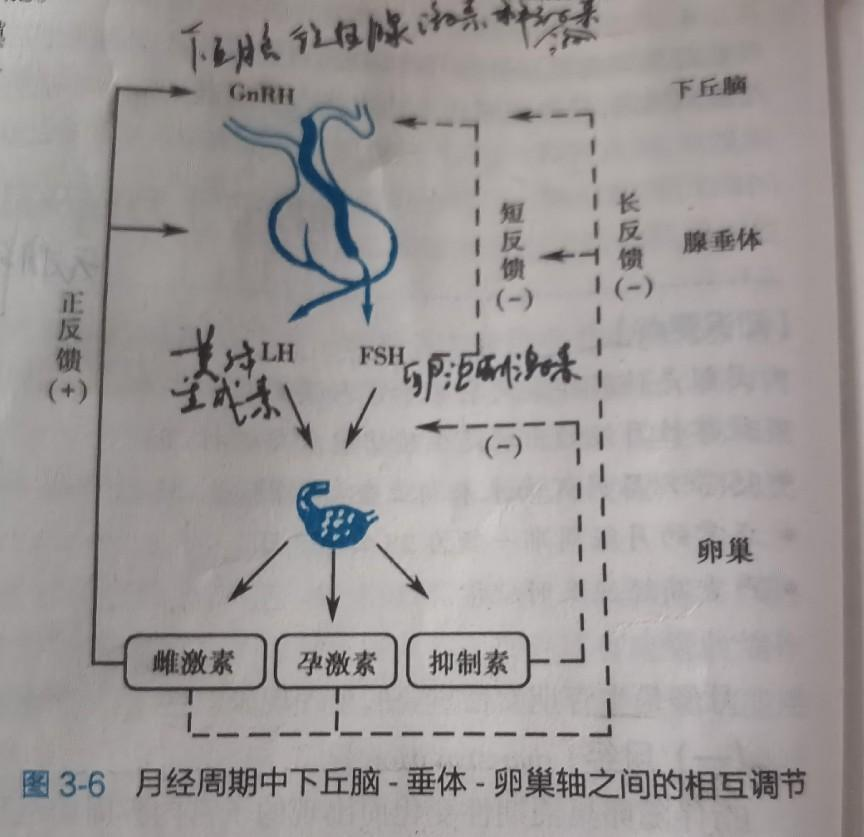 下丘脑 促性腺激素释放激素
GnRH
下丘脑
短反馈(-)
长反馈(-)
腺垂体
正反馈(+)
黄体生成素
LH
FSH
卵泡刺激素
(-)
卵巢
雌激素
孕激素
抑制素
图 3-6 月经周期中下丘脑 - 垂体 - 卵巢轴之间的相互调节